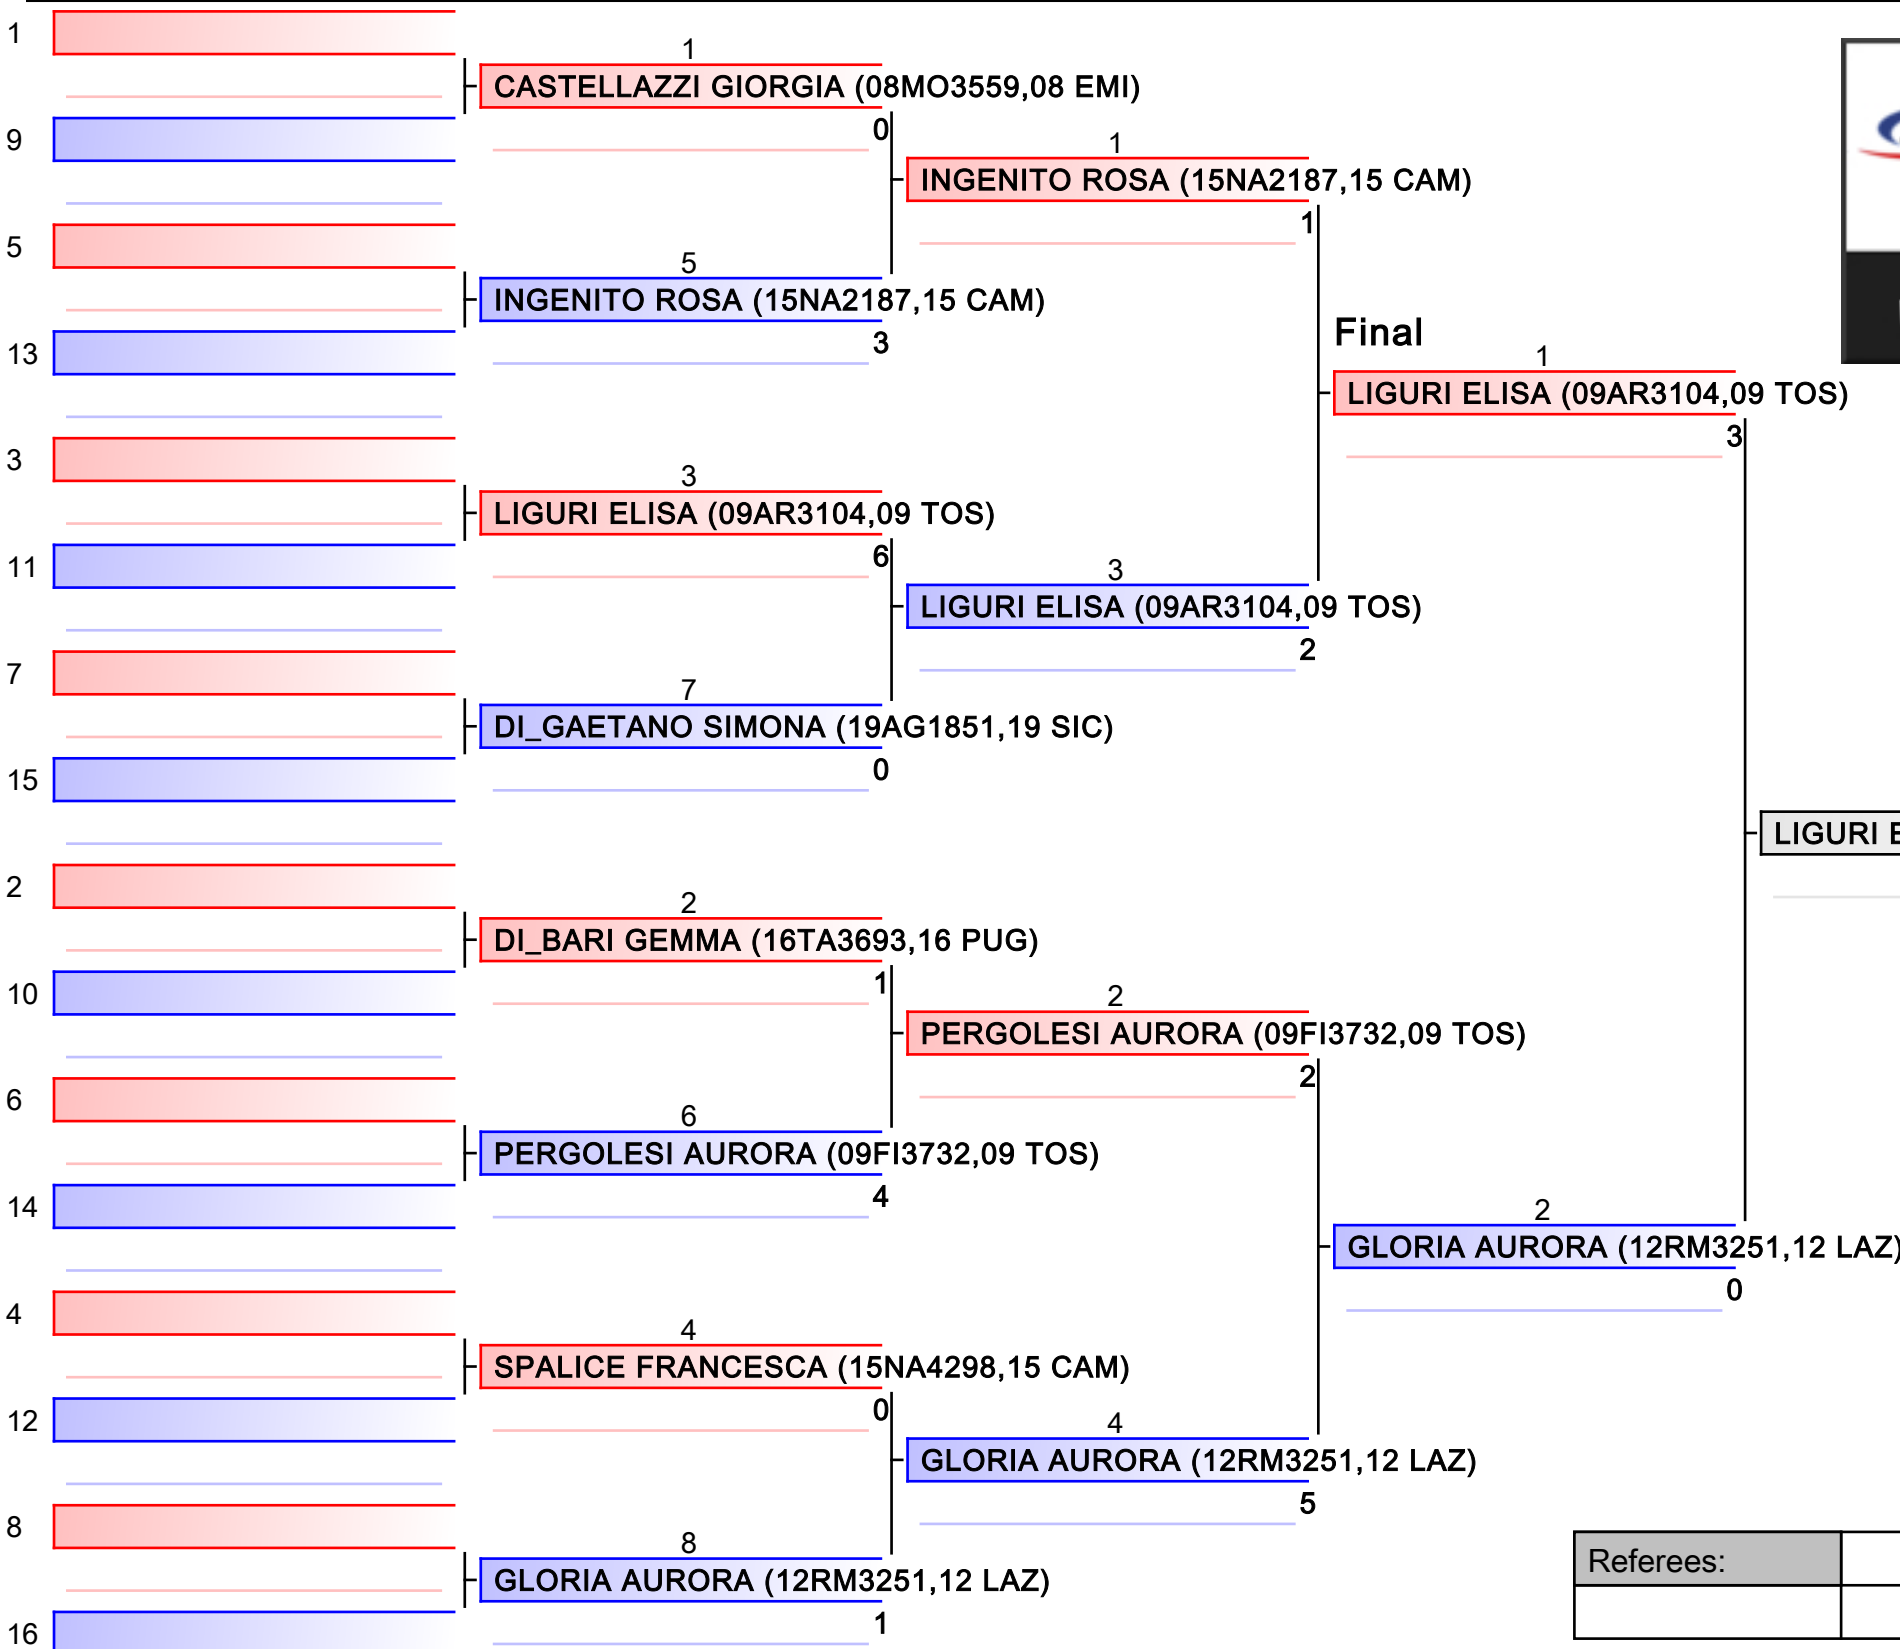 1
1
CASTELLAZZI GIORGIA (08MO3559,08 EMI)
0
9
1
INGENITO ROSA (15NA2187,15 CAM)
1
5
5
INGENITO ROSA (15NA2187,15 CAM)
3
13
Final
1
LIGURI ELISA (09AR3104,09 TOS)
3
3
3
LIGURI ELISA (09AR3104,09 TOS)
6
11
3
LIGURI ELISA (09AR3104,09 TOS)
2
7
7
DI_GAETANO SIMONA (19AG1851,19 SIC)
0
15
LIGURI E
2
2
DI_BARI GEMMA (16TA3693,16 PUG)
1
10
2
PERGOLESI AURORA (09FI3732,09 TOS)
2
6
6
PERGOLESI AURORA (09FI3732,09 TOS)
4
14
2
GLORIA AURORA (12RM3251,12 LAZ)
0
4
4
SPALICE FRANCESCA (15NA4298,15 CAM)
0
12
4
GLORIA AURORA (12RM3251,12 LAZ)
5
8
8
GLORIA AURORA (12RM3251,12 LAZ)
1
16
Referees: